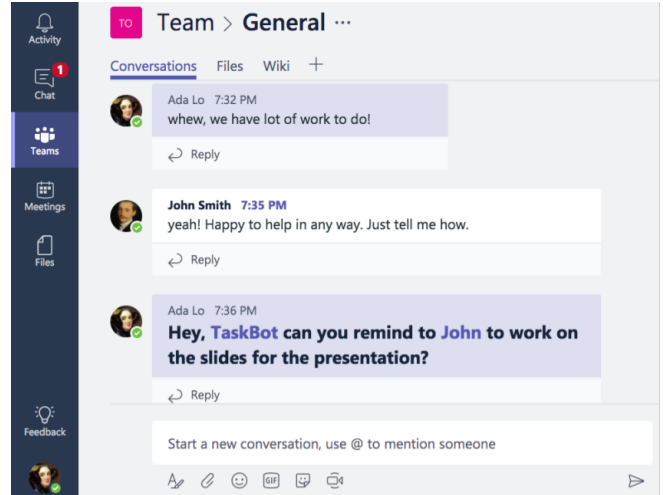 Activity
1
Chat
Teams
Meetings
Files
Feedback
TO
Team > General ...
Conversations Files Wiki +
Ada Lo 7:32 PM
whew, we have lot of work to do!
Reply
John Smith 7:35 PM
yeah! Happy to help in any way. Just tell me how.
Reply
Ada Lo 7:36 PM
Hey, TaskBot can you remind to John to work on
the slides for the presentation?
Reply
Start a new conversation, use @ to mention someone
GIF